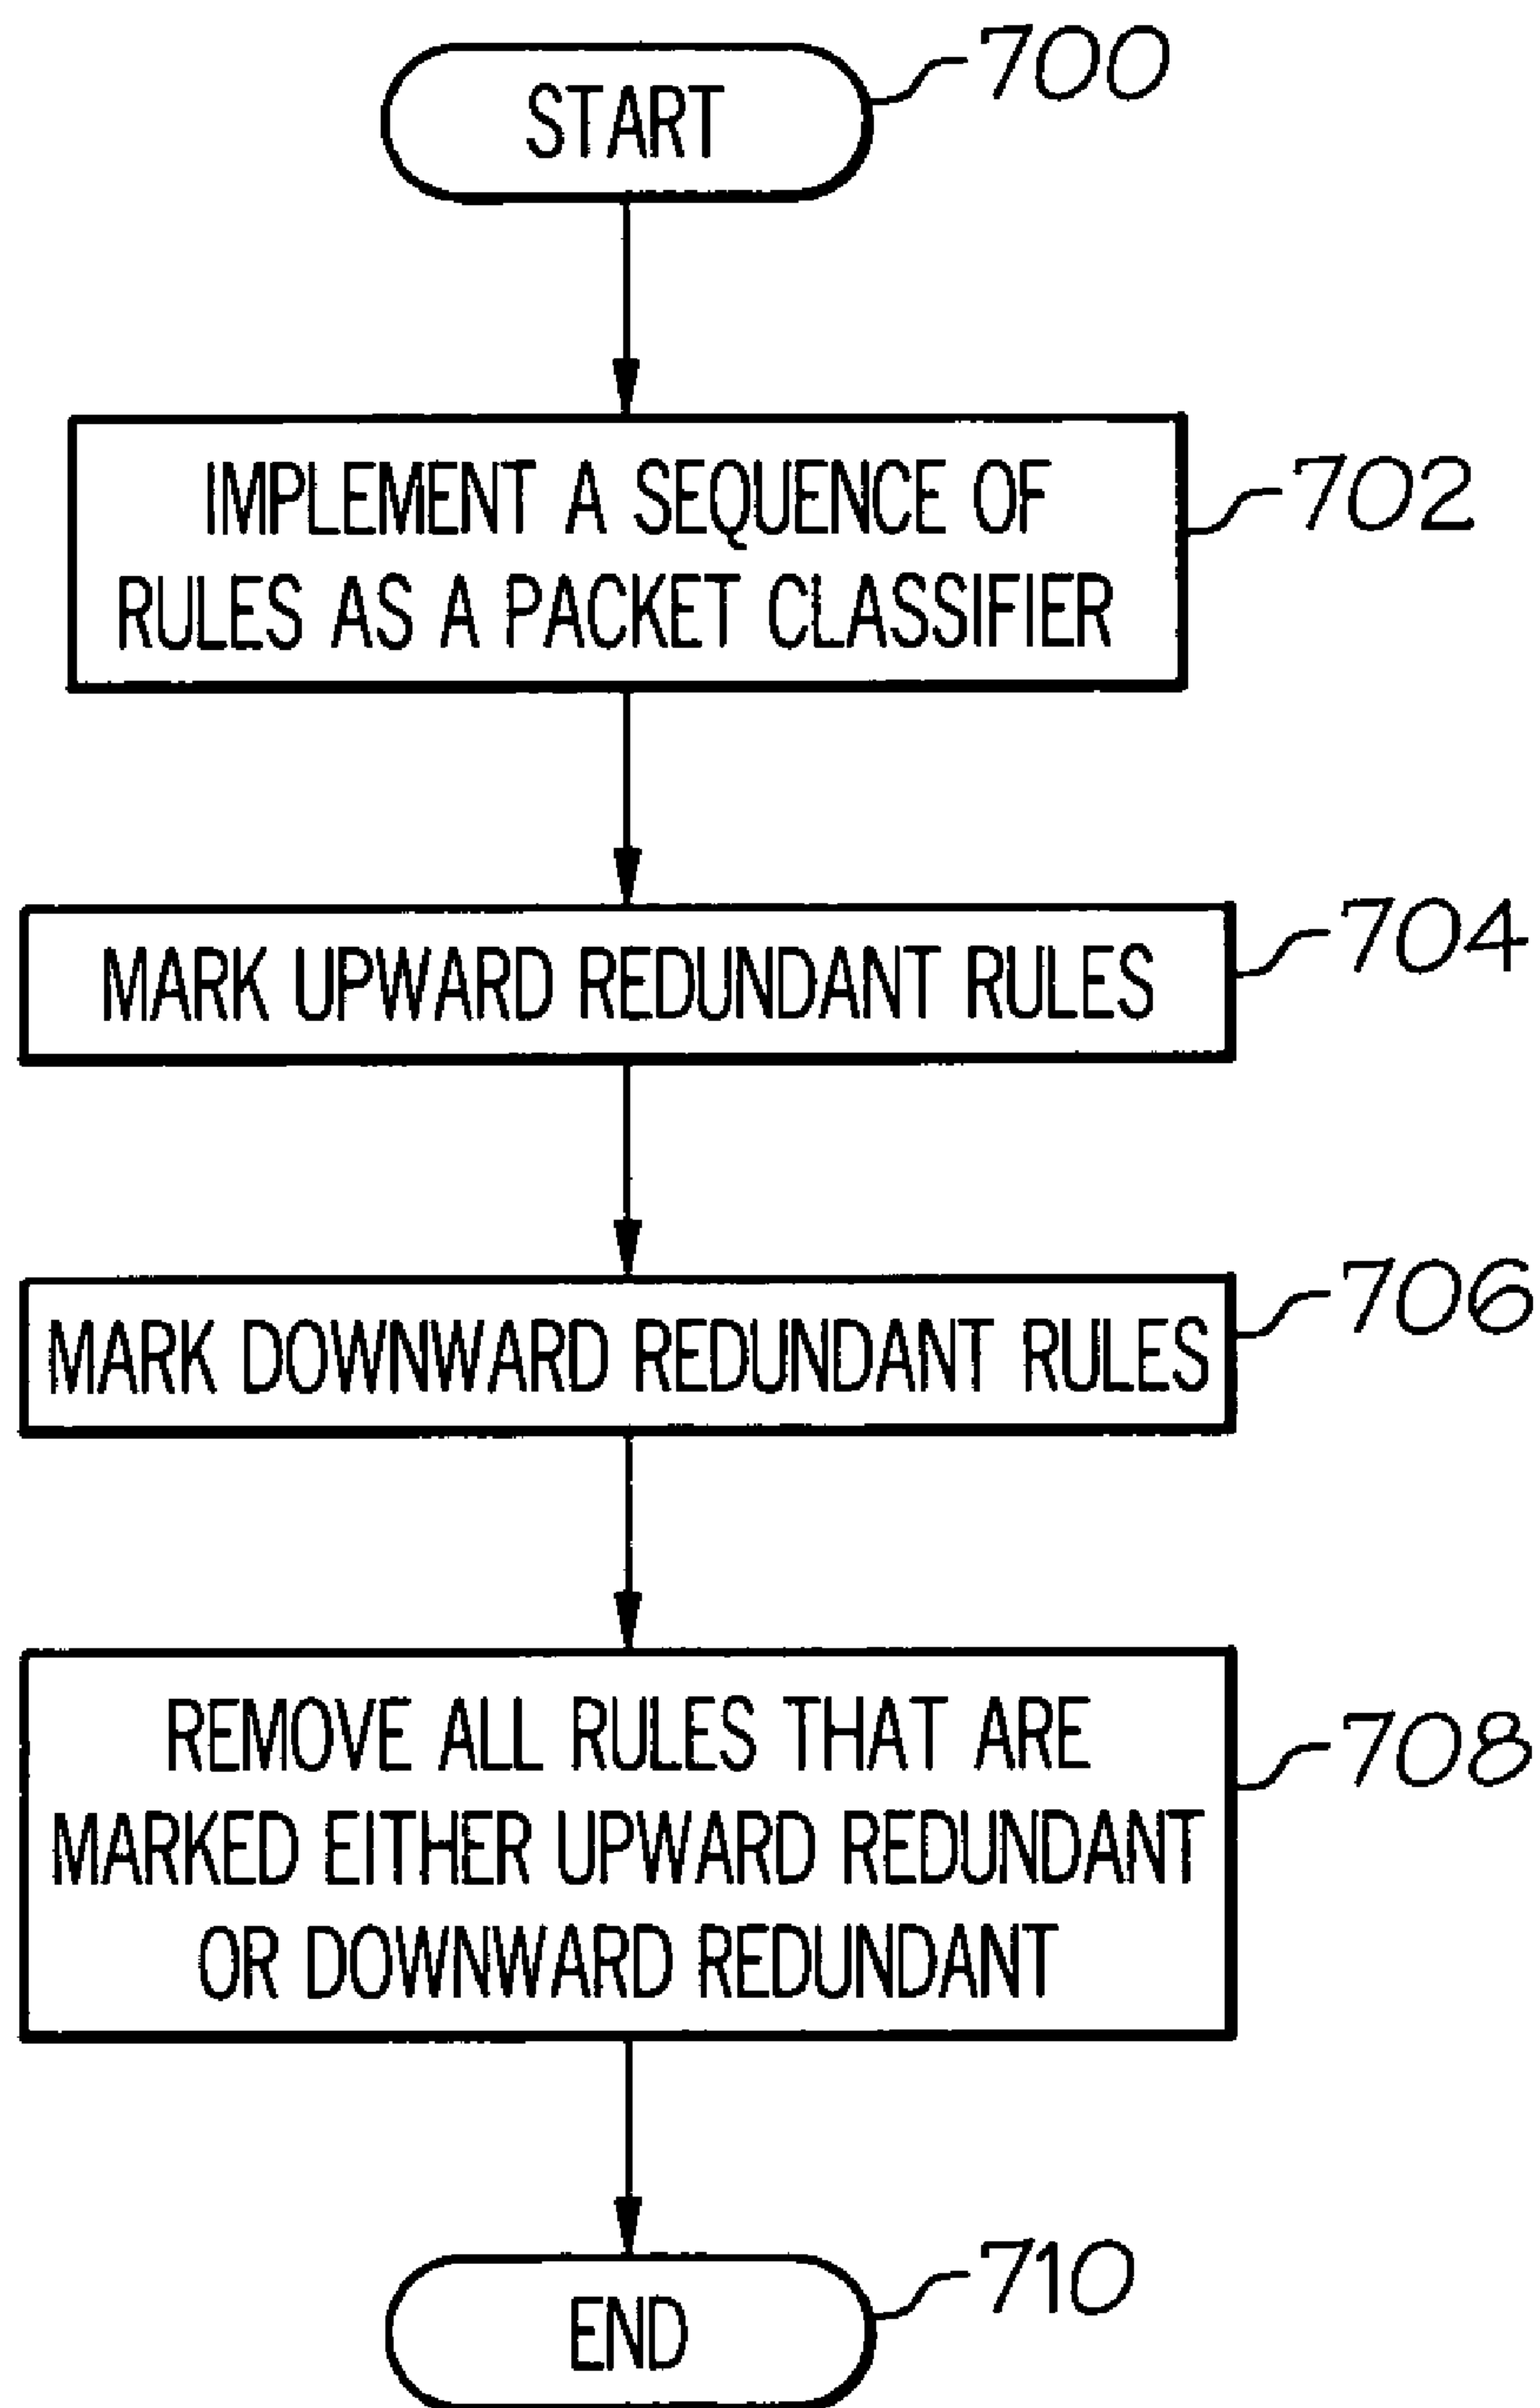 START
700
IMPLEMENT A SEQUENCE OF
RULES AS A PACKET CLASSIFIER
702
MARK UPWARD REDUNDANT RULES
704
MARK DOWNWARD REDUNDANT RULES
706
REMOVE ALL RULES THAT ARE
MARKED EITHER UPWARD REDUNDANT
OR DOWNWARD REDUNDANT
708
END
710